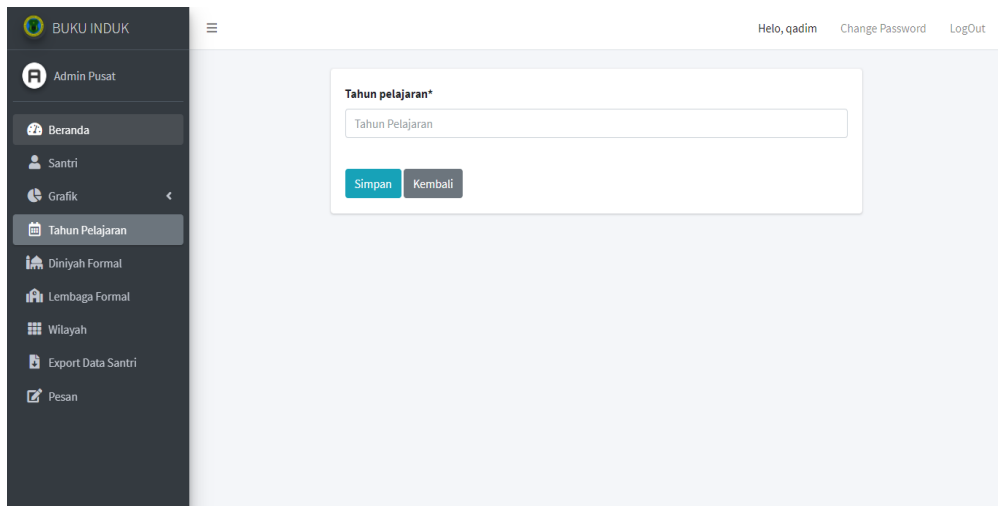 BUKU INDUK
Helo, qadim Change Password LogOut
Admin Pusat
Beranda
Santri
Grafik
Tahun Pelajaran
Diniyah Formal
Lembaga Formal
Wilayah
Export Data Santri
Pesan
Tahun pelajaran*
Tahun Pelajaran
Simpan Kembali